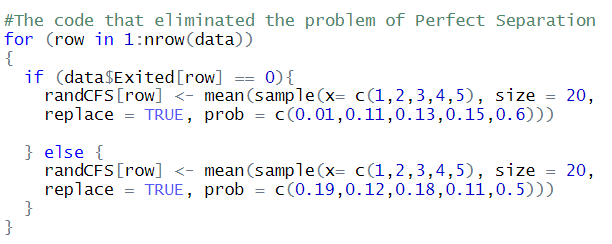 #The code that eliminated the problem of Perfect Separation
for (row in 1:nrow(data))
{
if (data$Exited[row] == 0){
randCFS[row] <- mean(sample(x= c(1,2,3,4,5), size = 20,
replace = TRUE, prob = c(0.01,0.11,0.13,0.15,0.6)))
} else {
randCFS[row] <- mean(sample(x= c(1,2,3,4,5), size = 20,
replace = TRUE, prob = c(0.19,0.12,0.18,0.11,0.5)))
}
}